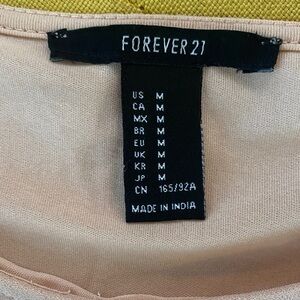 FOREVER 21
US M
CA M
MX M
BR M
EU M
UK M
KR M
JP M
CN 165/92A
MADE IN INDIA